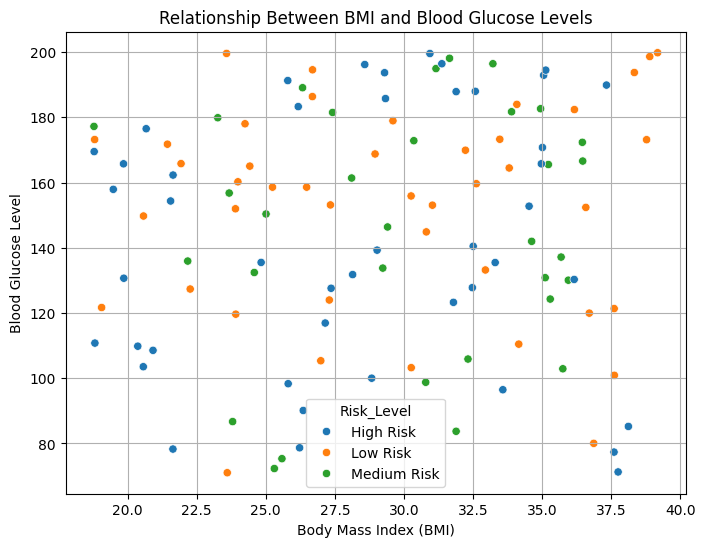 Relationship Between BMI and Blood Glucose Levels
Blood Glucose Level
200
180
160
140
120
100
80
Risk_Level
High Risk
Low Risk
Medium Risk
20.0 22.5 25.0 27.5 30.0 32.5 35.0 37.5 40.0
Body Mass Index (BMI)